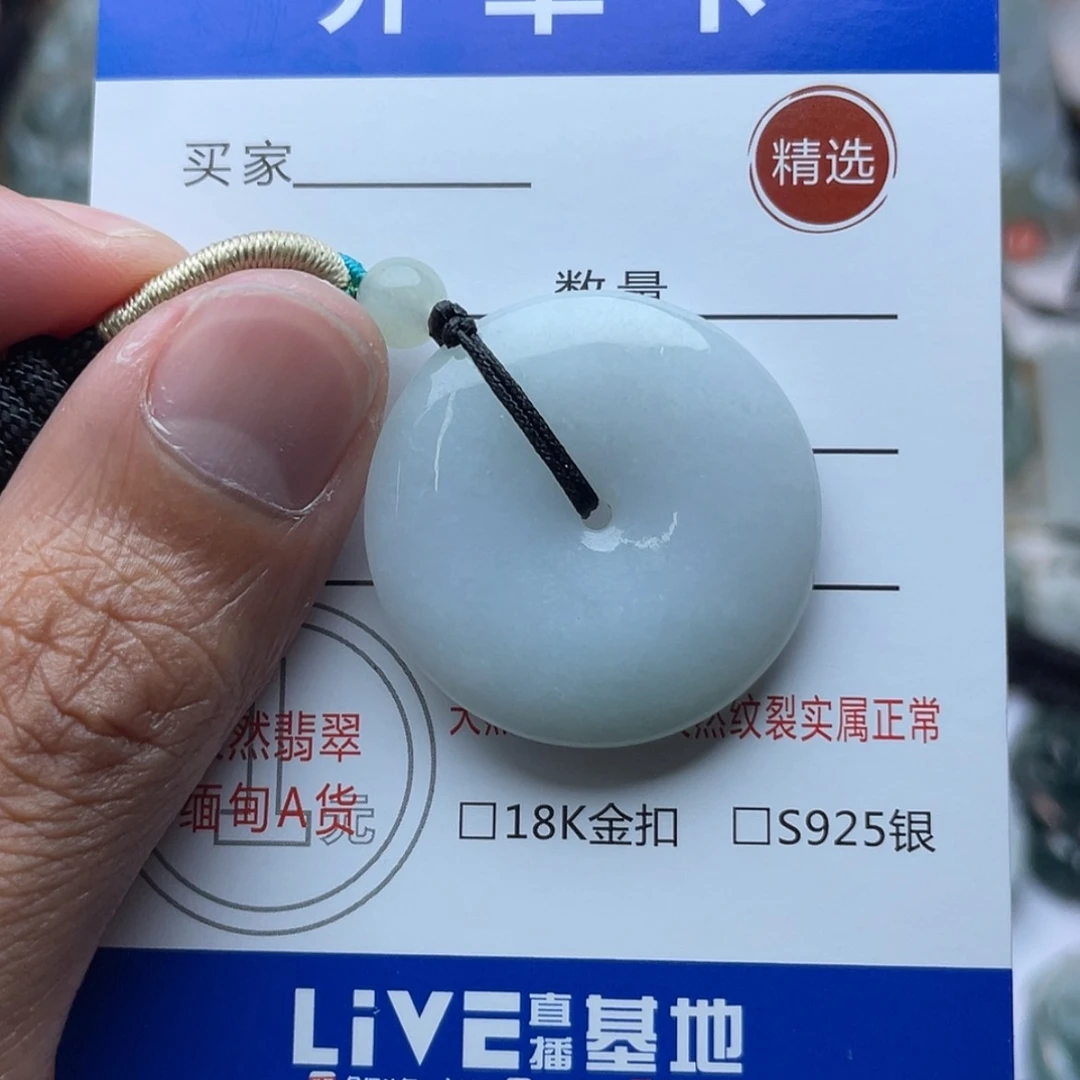 买家
精选
数量
然翡翠
缅甸A货
元
然纹裂实属正常
□18K金扣 □S925银
LiVE直播基地